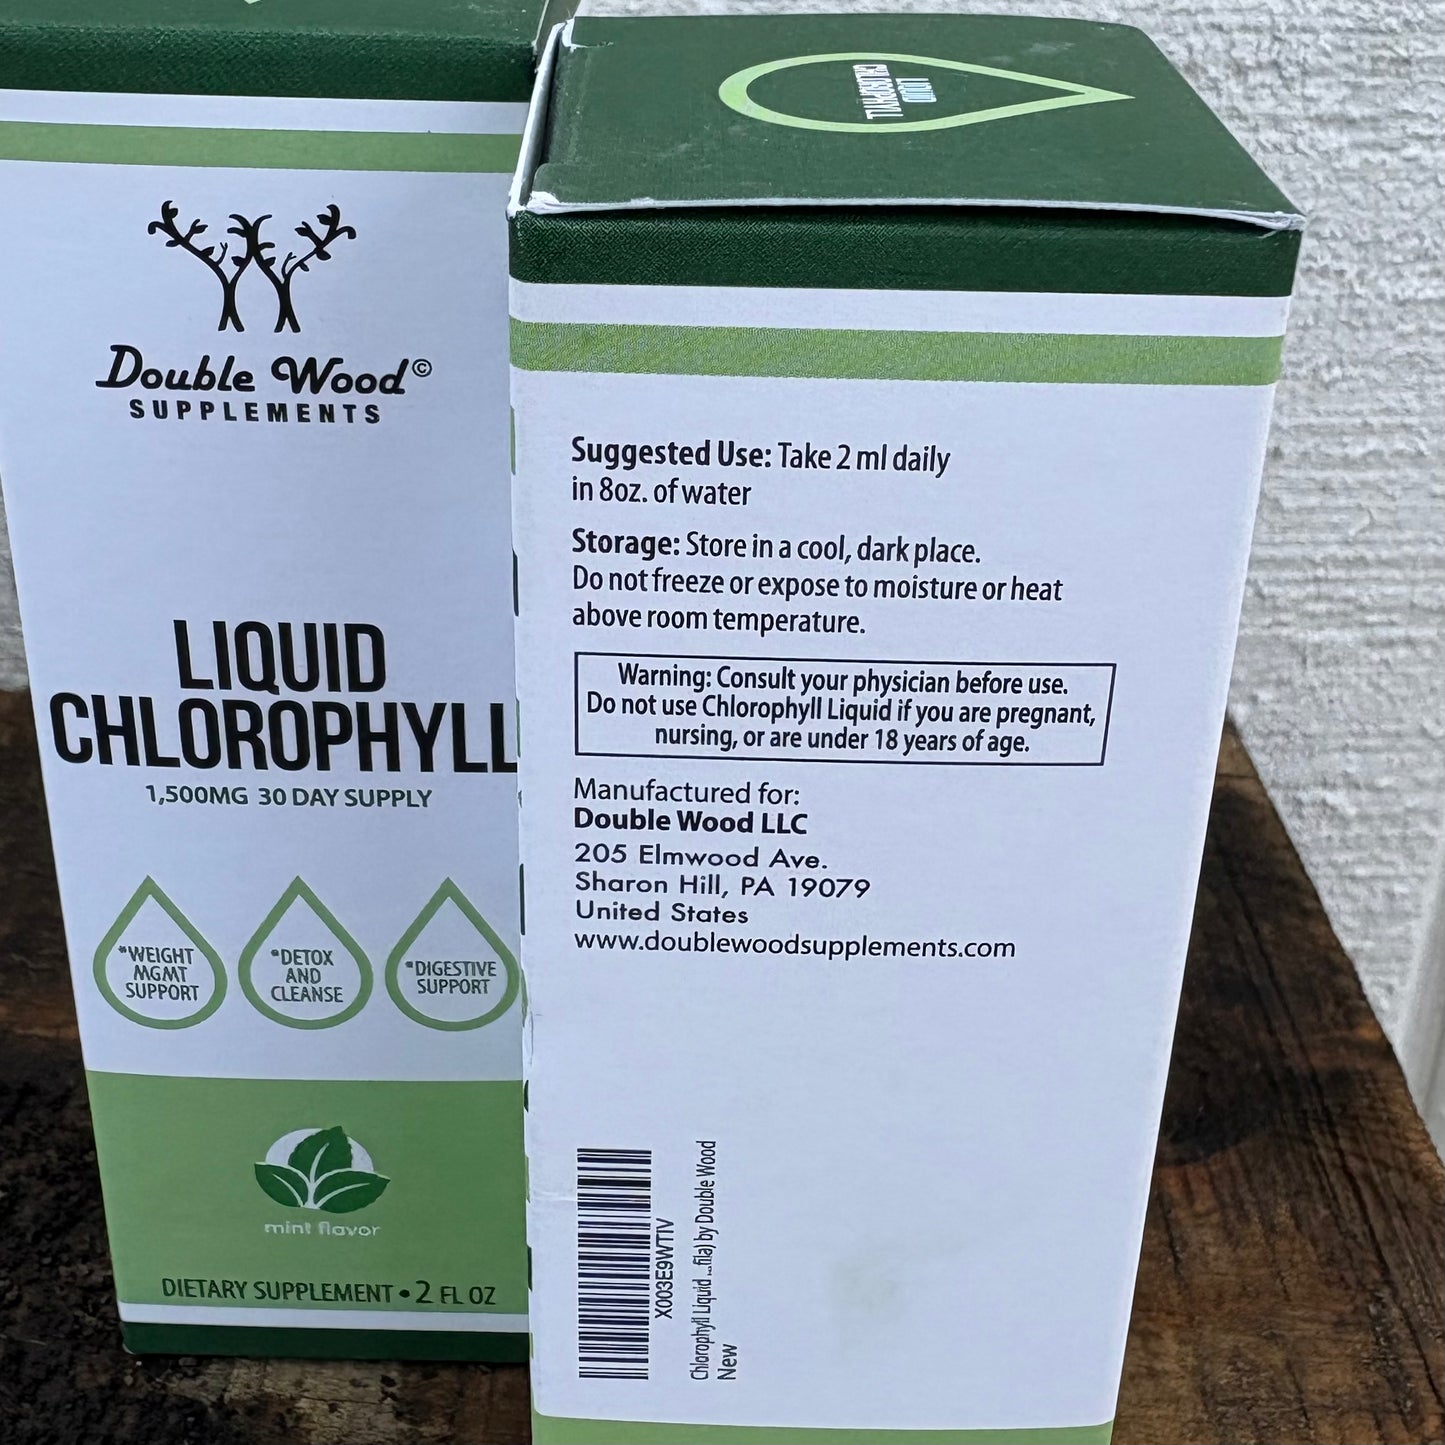 Double Wood©
SUPPLEMENTS
LIQUID
CHLOROPHYLL
1,500MG 30 DAY SUPPLY
*WEIGHT
MGMT
SUPPORT
*DETOX
AND
CLEANSE
*DIGESTIVE
SUPPORT
mint flavor
DIETARY SUPPLEMENT • 2 FL OZ
LIQUID
CHLOROPHYLL
Suggested Use: Take 2 ml daily
in 8oz. of water
Storage: Store in a cool, dark place.
Do not freeze or expose to moisture or heat
above room temperature.
Warning: Consult your physician before use.
Do not use Chlorophyll Liquid if you are pregnant,
nursing, or are under 18 years of age.
Manufactured for:
Double Wood LLC
205 Elmwood Ave.
Sharon Hill, PA 19079
United States
www.doublewoodsupplements.com
X003E9WTIV
Chlorophyll Liquid ...fila) by Double Wood
New